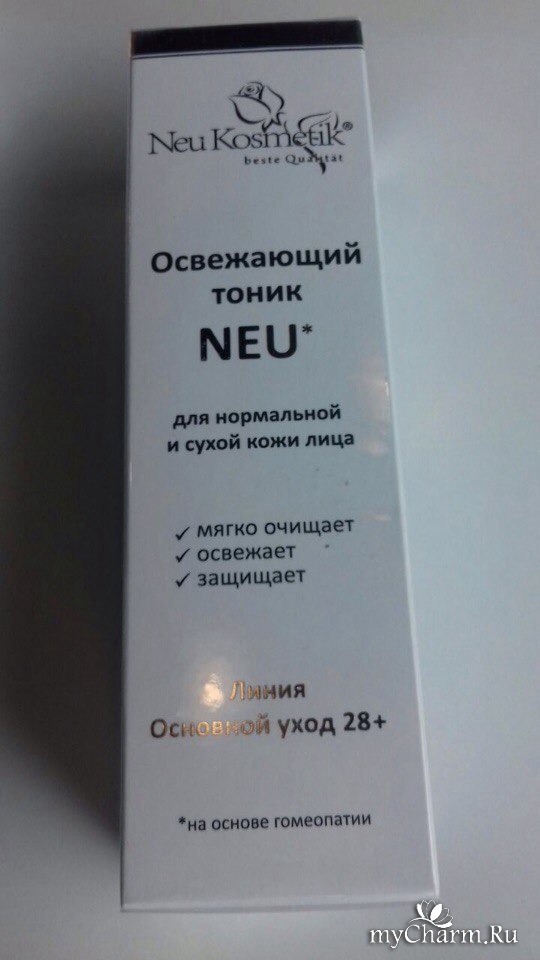 Neu Kosmetik®
beste Qualität
Освежающий
тоник
NEU*
для нормальной
и сухой кожи лица
✓ мягко очищает
✓ освежает
✓ защищает
Линия
Основной уход 28+
*на основе гомеопатии
myCharm.Ru